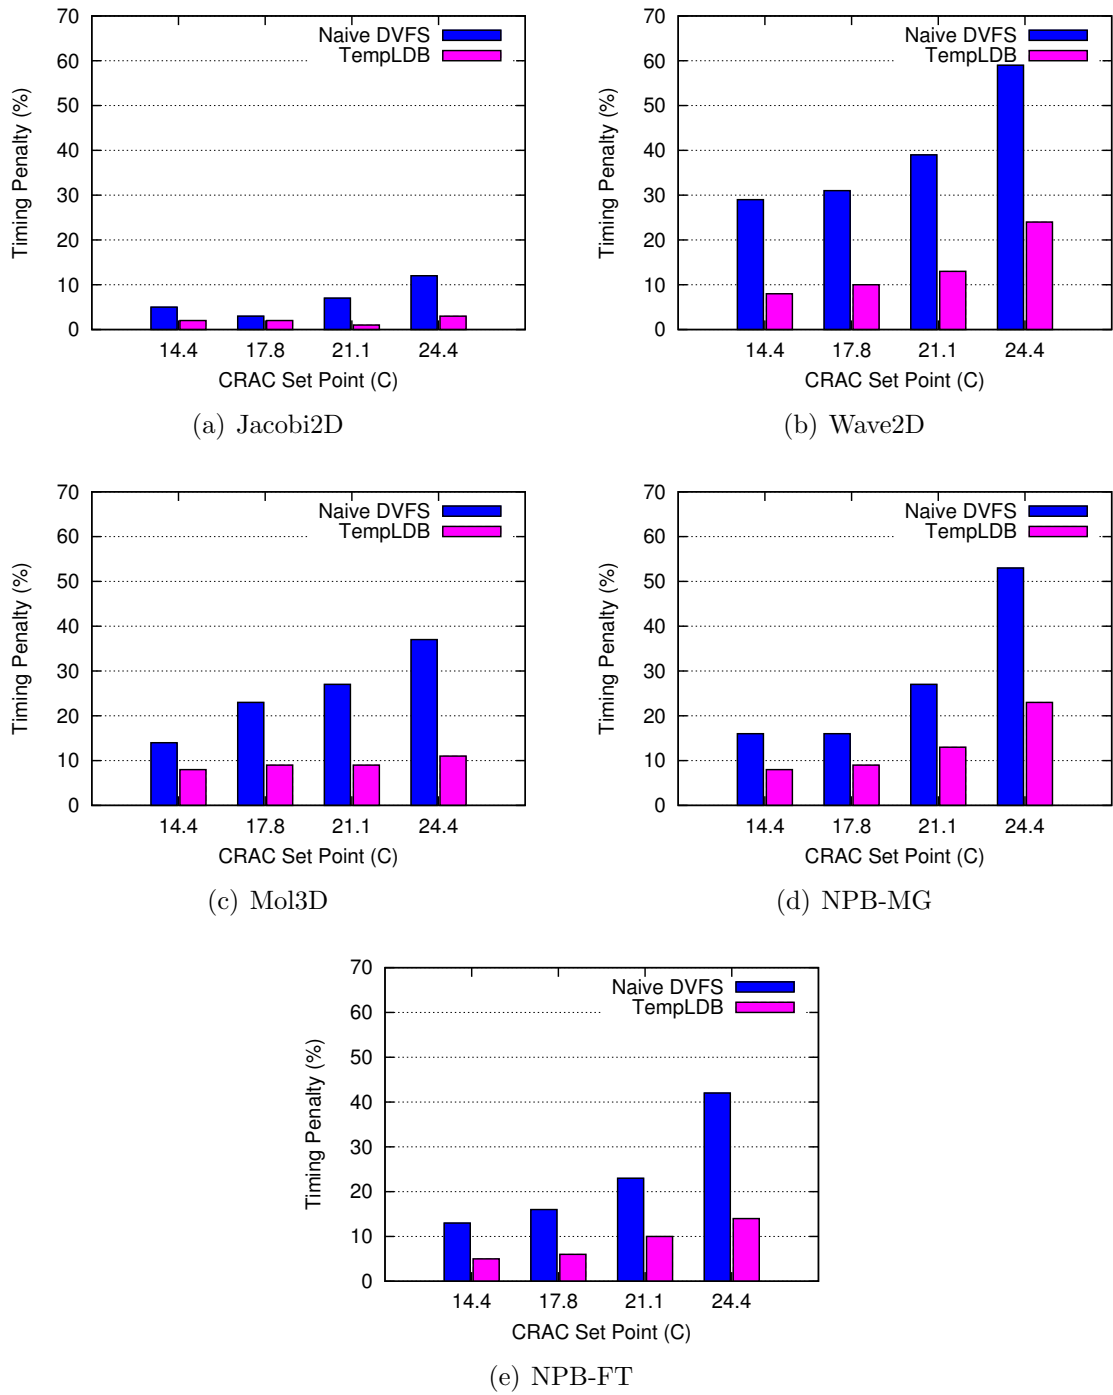 70
60
50
40
30
20
10
0
Timing Penalty (%)
Naive DVFS
TempLDB
14.4 17.8 21.1 24.4
CRAC Set Point (C)
(a) Jacobi2D
70
60
50
40
30
20
10
0
Timing Penalty (%)
Naive DVFS
TempLDB
14.4 17.8 21.1 24.4
CRAC Set Point (C)
(b) Wave2D
70
60
50
40
30
20
10
0
Timing Penalty (%)
Naive DVFS
TempLDB
14.4 17.8 21.1 24.4
CRAC Set Point (C)
(c) Mol3D
70
60
50
40
30
20
10
0
Timing Penalty (%)
Naive DVFS
TempLDB
14.4 17.8 21.1 24.4
CRAC Set Point (C)
(d) NPB-MG
70
60
50
40
30
20
10
0
Timing Penalty (%)
Naive DVFS
TempLDB
14.4 17.8 21.1 24.4
CRAC Set Point (C)
(e) NPB-FT